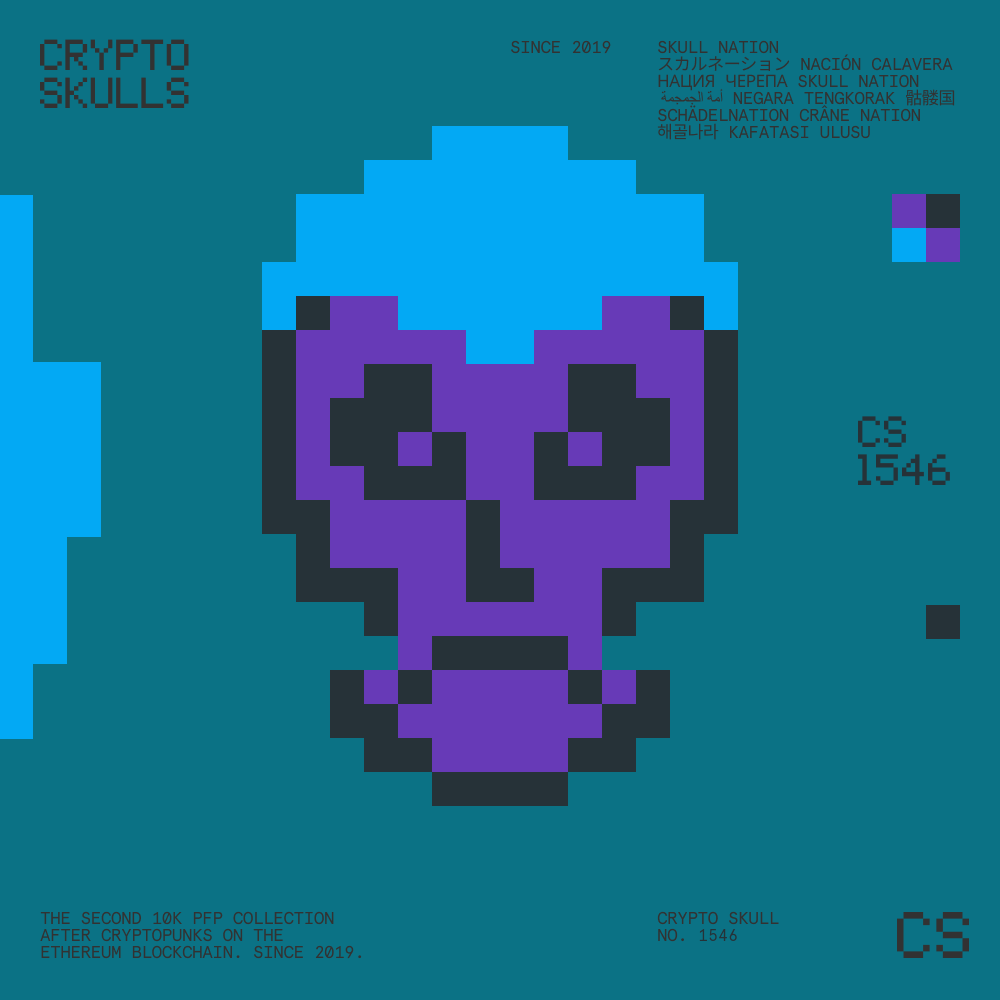 CRYPTO
SKULLS
SINCE 2019
SKULL NATION
スカルネーション NACIÓN CALAVERA
НАЦИЯ ЧЕРЕПА SKULL NATION
أمة الجمجمة NEGARA TENGKORAK 骷髅国
SCHÄDELNATION CRÂNE NATION
해골나라 KAFATASI ULUSU
CS
1546
THE SECOND 10K PFP COLLECTION
AFTER CRYPTOPUNKS ON THE
ETHEREUM BLOCKCHAIN. SINCE 2019.
CRYPTO SKULL
NO. 1546
CS